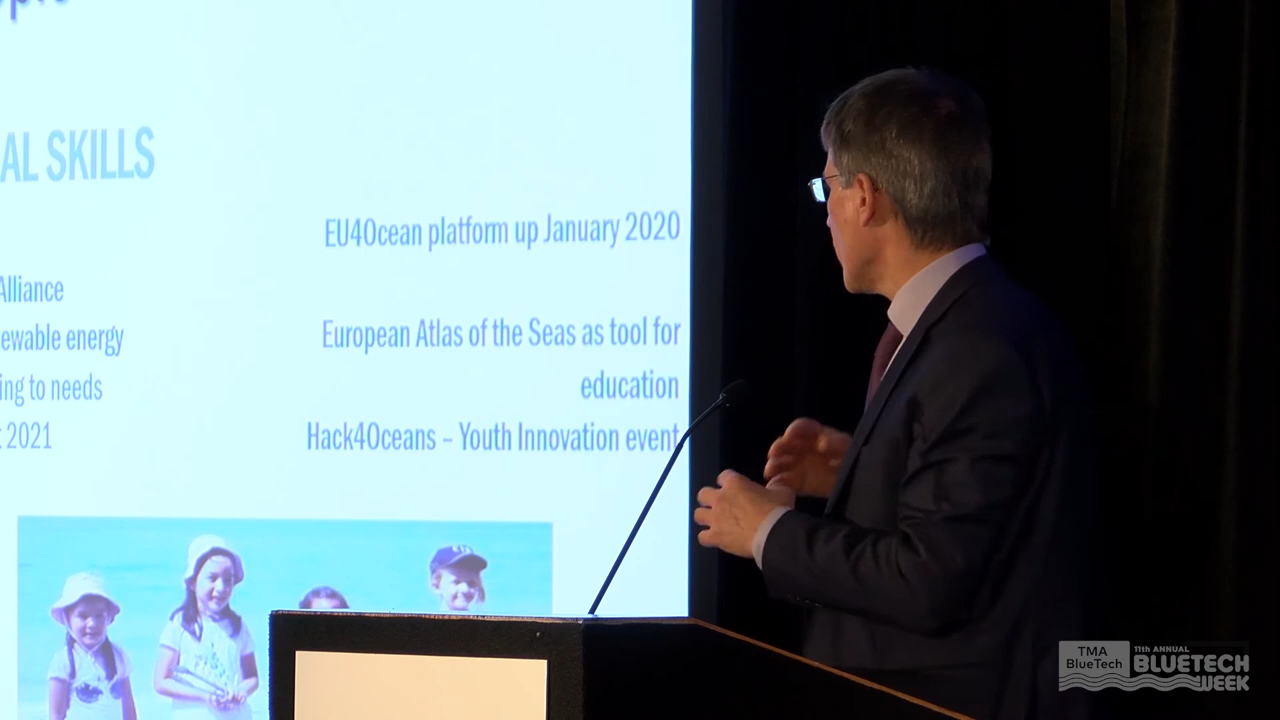 AL SKILLS
EU4Ocean platform up January 2020
Alliance
ewable energy
ing to needs
2021
European Atlas of the Seas as tool for
education
Hack4Oceans – Youth Innovation event
TMA
BlueTech
11th ANNUAL
BLUETECH
WEEK